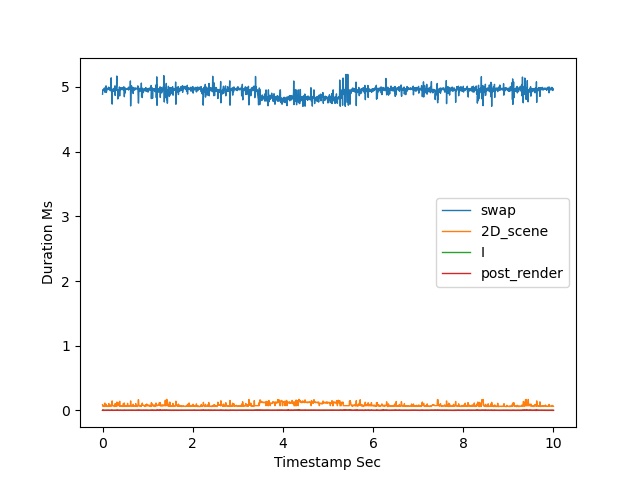 5
4
3
2
1
0
0 2 4 6 8 10
Duration Ms
Timestamp Sec
swap
2D_scene
I
post_render